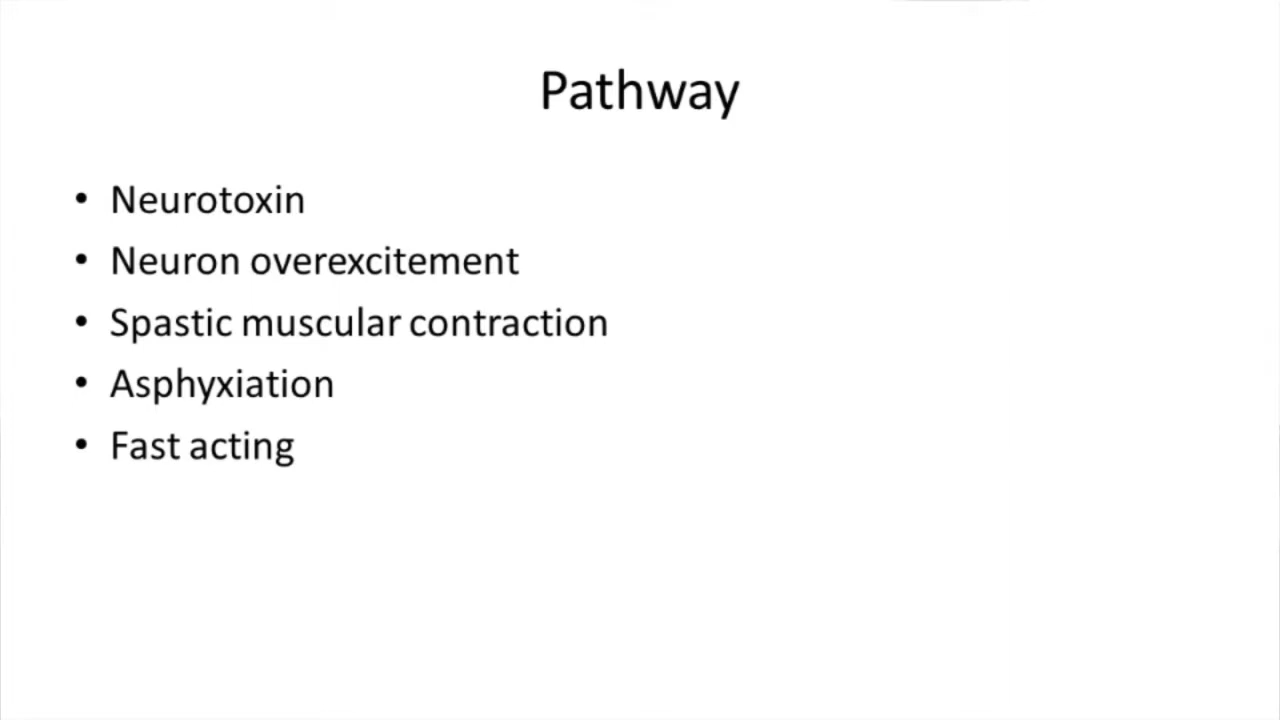 Pathway
• Neurotoxin
• Neuron overexcitement
• Spastic muscular contraction
• Asphyxiation
• Fast acting